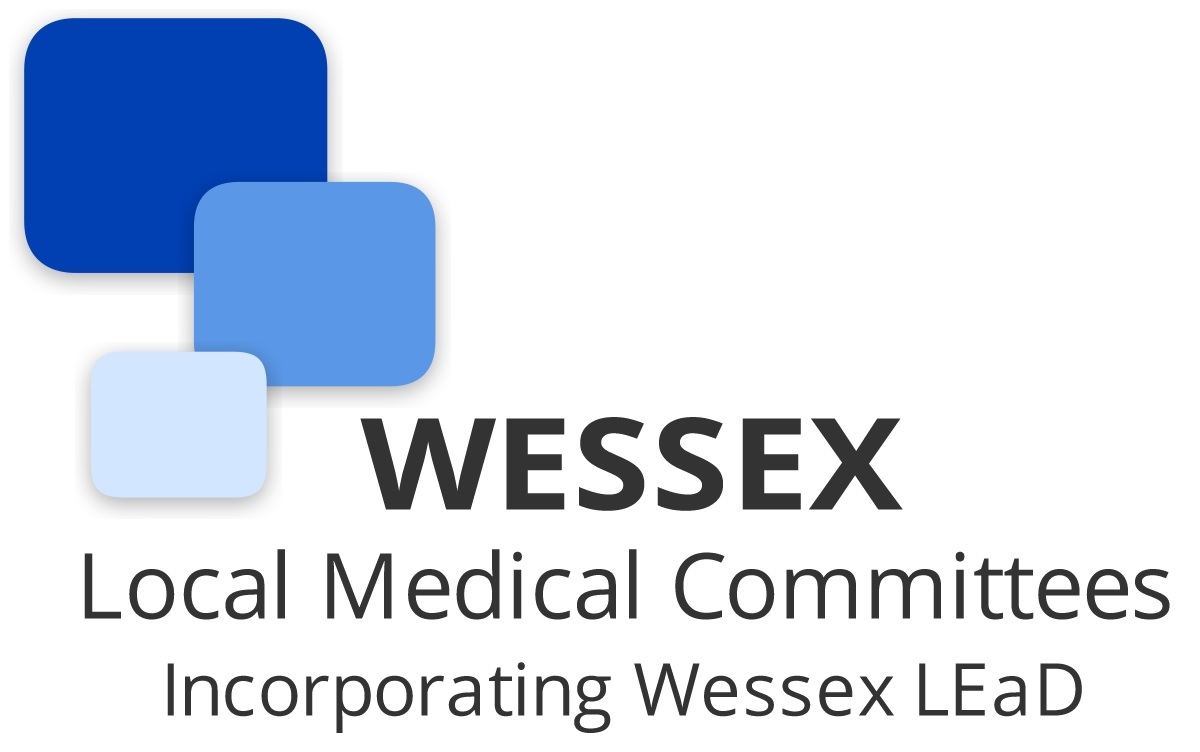 WESSEX
Local Medical Committees
Incorporating Wessex LEaD